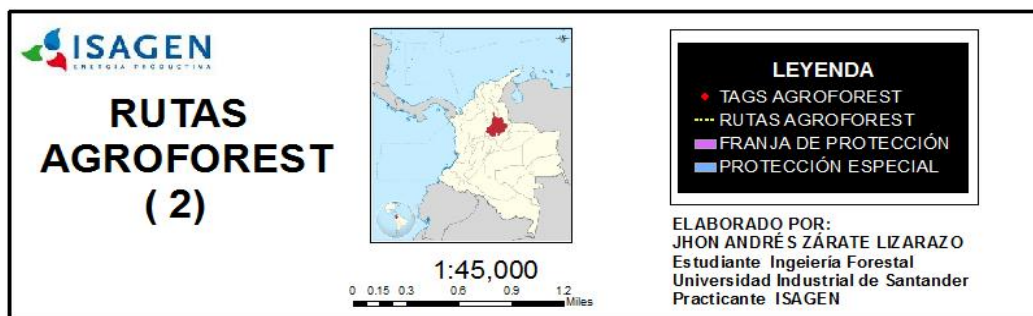 ISAGEN
ENERGÍA PRODUCTIVA
RUTAS
AGROFOREST
( 2)
1:45,000
0 0.15 0.3 0.6 0.9 1.2
Miles
LEYENDA
TAGS AGROFOREST
RUTAS AGROFOREST
FRANJA DE PROTECCIÓN
PROTECCIÓN ESPECIAL
ELABORADO POR:
JHON ANDRÉS ZÁRATE LIZARAZO
Estudiante Ingeiería Forestal
Universidad Industrial de Santander
Practicante ISAGEN